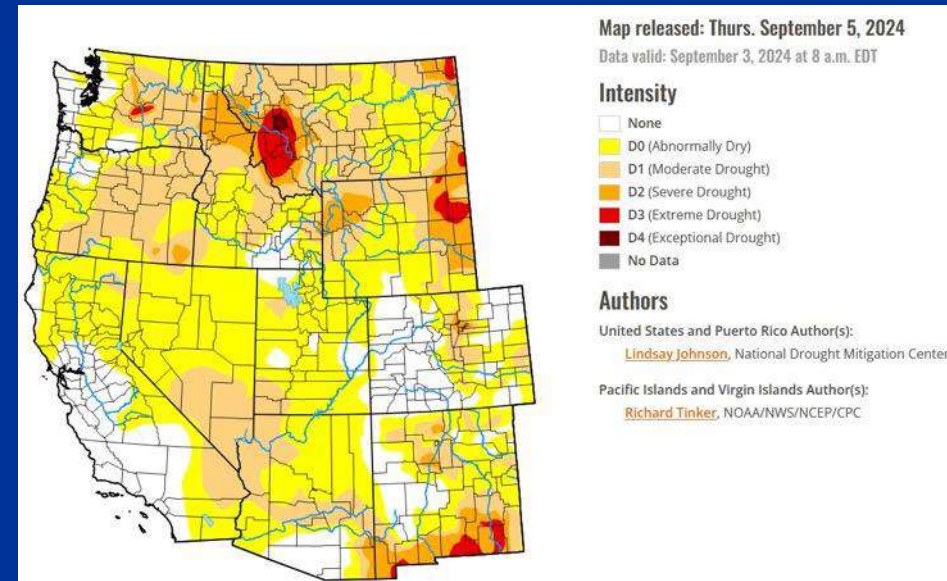 Map released: Thurs. September 5, 2024
Data valid: September 3, 2024 at 8 a.m. EDT
Intensity
None
D0 (Abnormally Dry)
D1 (Moderate Drought)
D2 (Severe Drought)
D3 (Extreme Drought)
D4 (Exceptional Drought)
No Data
Authors
United States and Puerto Rico Author(s):
Lindsay Johnson, National Drought Mitigation Center
Pacific Islands and Virgin Islands Author(s):
Richard Tinker, NOAA/NWS/NCEP/CPC